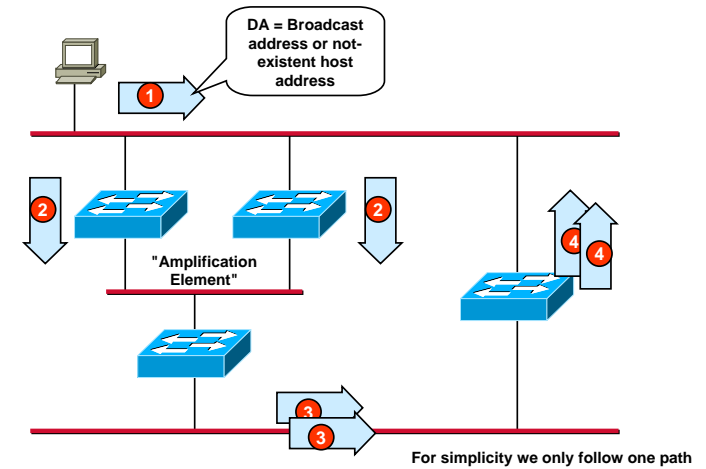 DA = Broadcast
address or not-
existent host
address
1
2
2
4
4
"Amplification
Element"
3
3
For simplicity we only follow one path